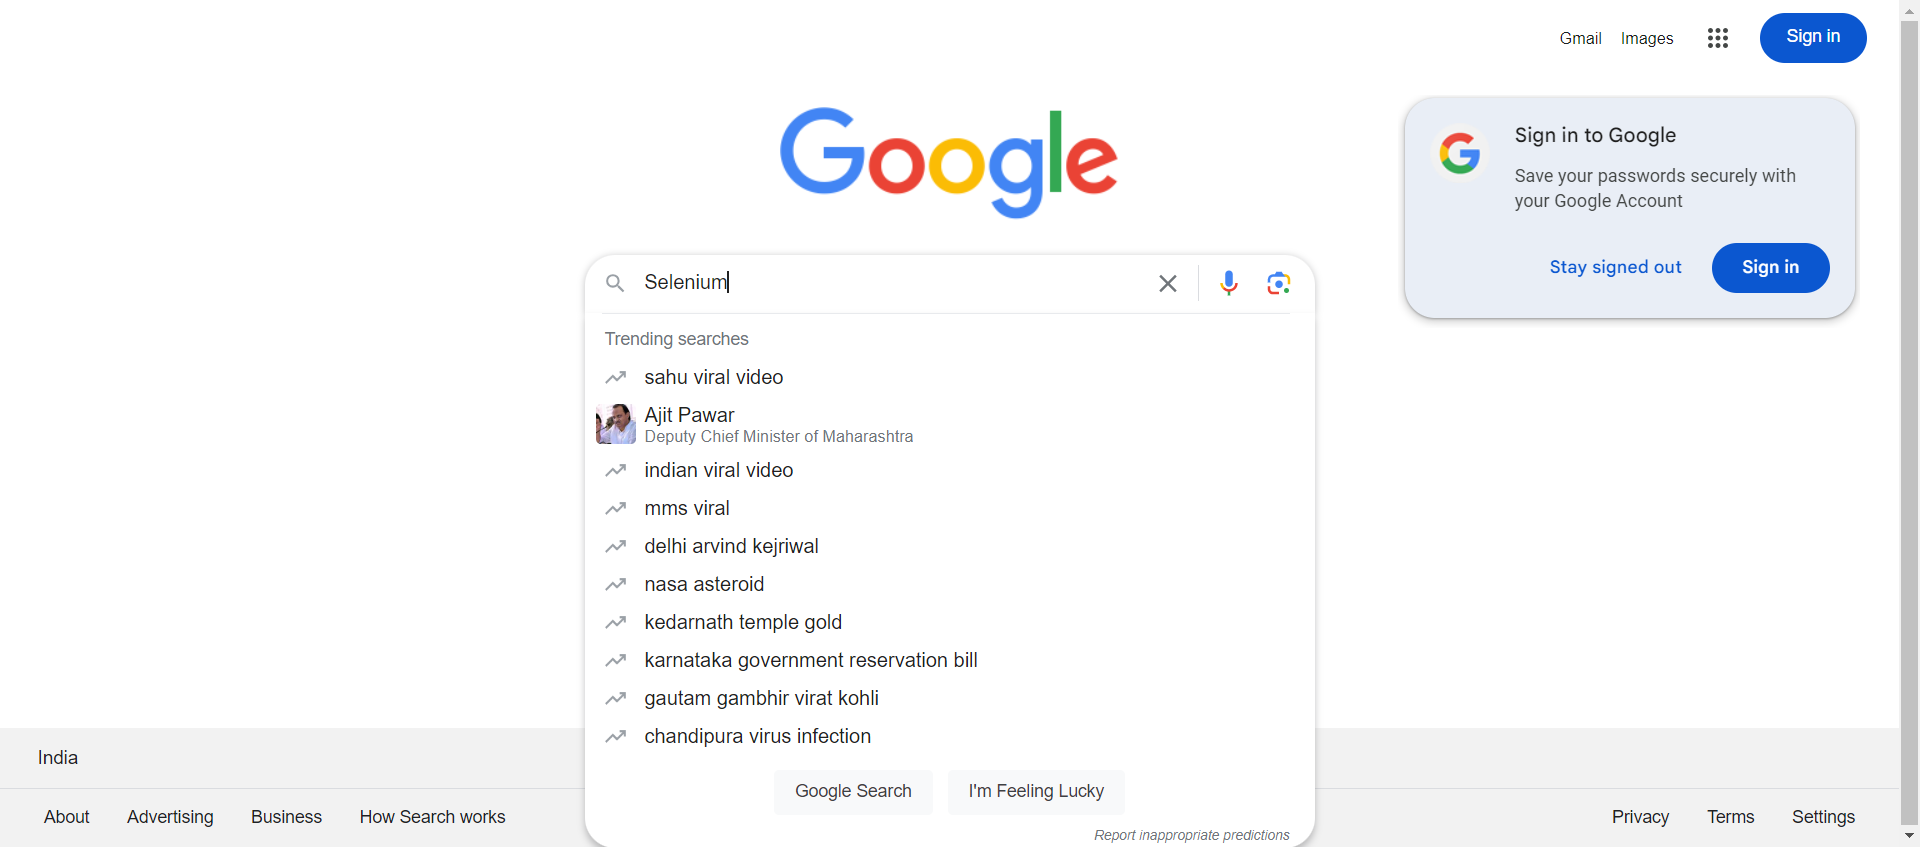 Gmail Images Sign in
Google
Sign in to Google
Save your passwords securely with
your Google Account
Stay signed out Sign in
Selenium
Trending searches
sahu viral video
Ajit Pawar
Deputy Chief Minister of Maharashtra
indian viral video
mms viral
delhi arvind kejriwal
nasa asteroid
kedarnath temple gold
karnataka government reservation bill
gautam gambhir virat kohli
chandipura virus infection
Google Search I'm Feeling Lucky
Report inappropriate predictions
India
About Advertising Business How Search works
Privacy Terms Settings